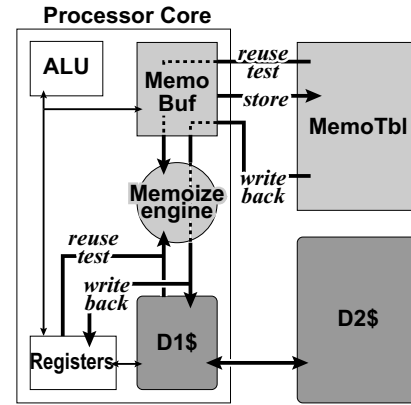 Processor Core
ALU
Memo
Buf
reuse
test
store
MemoTbl
write
back
Memoize
engine
reuse
test
write
back
D1$
D2$
Registers